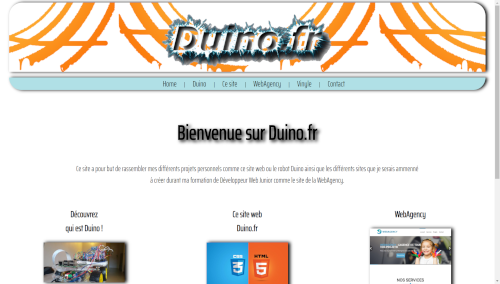 Duino.fr
Home | Duino | Ce site | WebAgency | Vinyle | Contact
Bienvenue sur Duino.fr
Ce site a pour but de rassembler mes différents projets personnels comme ce site web ou le robot Duino ainsi que les différents sites que je serais ammenné
à créer durant ma formation de Développeur Web Junior comme le site de la WebAgency.
Découvrez
qui est Duino !
Ce site web
Duino.fr
WebAgency
CSS
HTML
NOS SERVICES